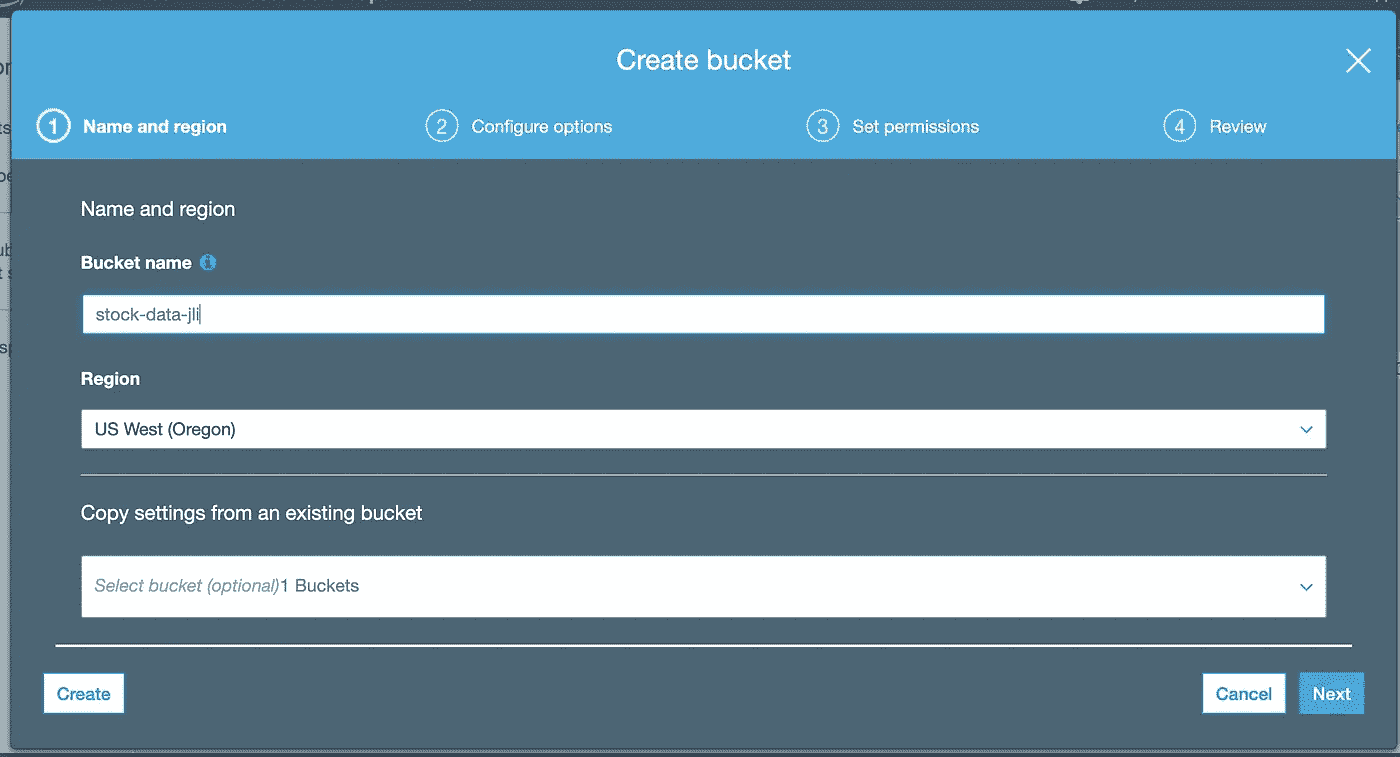 Create bucket
1 Name and region 2 Configure options 3 Set permissions 4 Review
Name and region
Bucket name
stock-data-jli
Region
US West (Oregon)
Copy settings from an existing bucket
Select bucket (optional)1 Buckets
Create Cancel Next